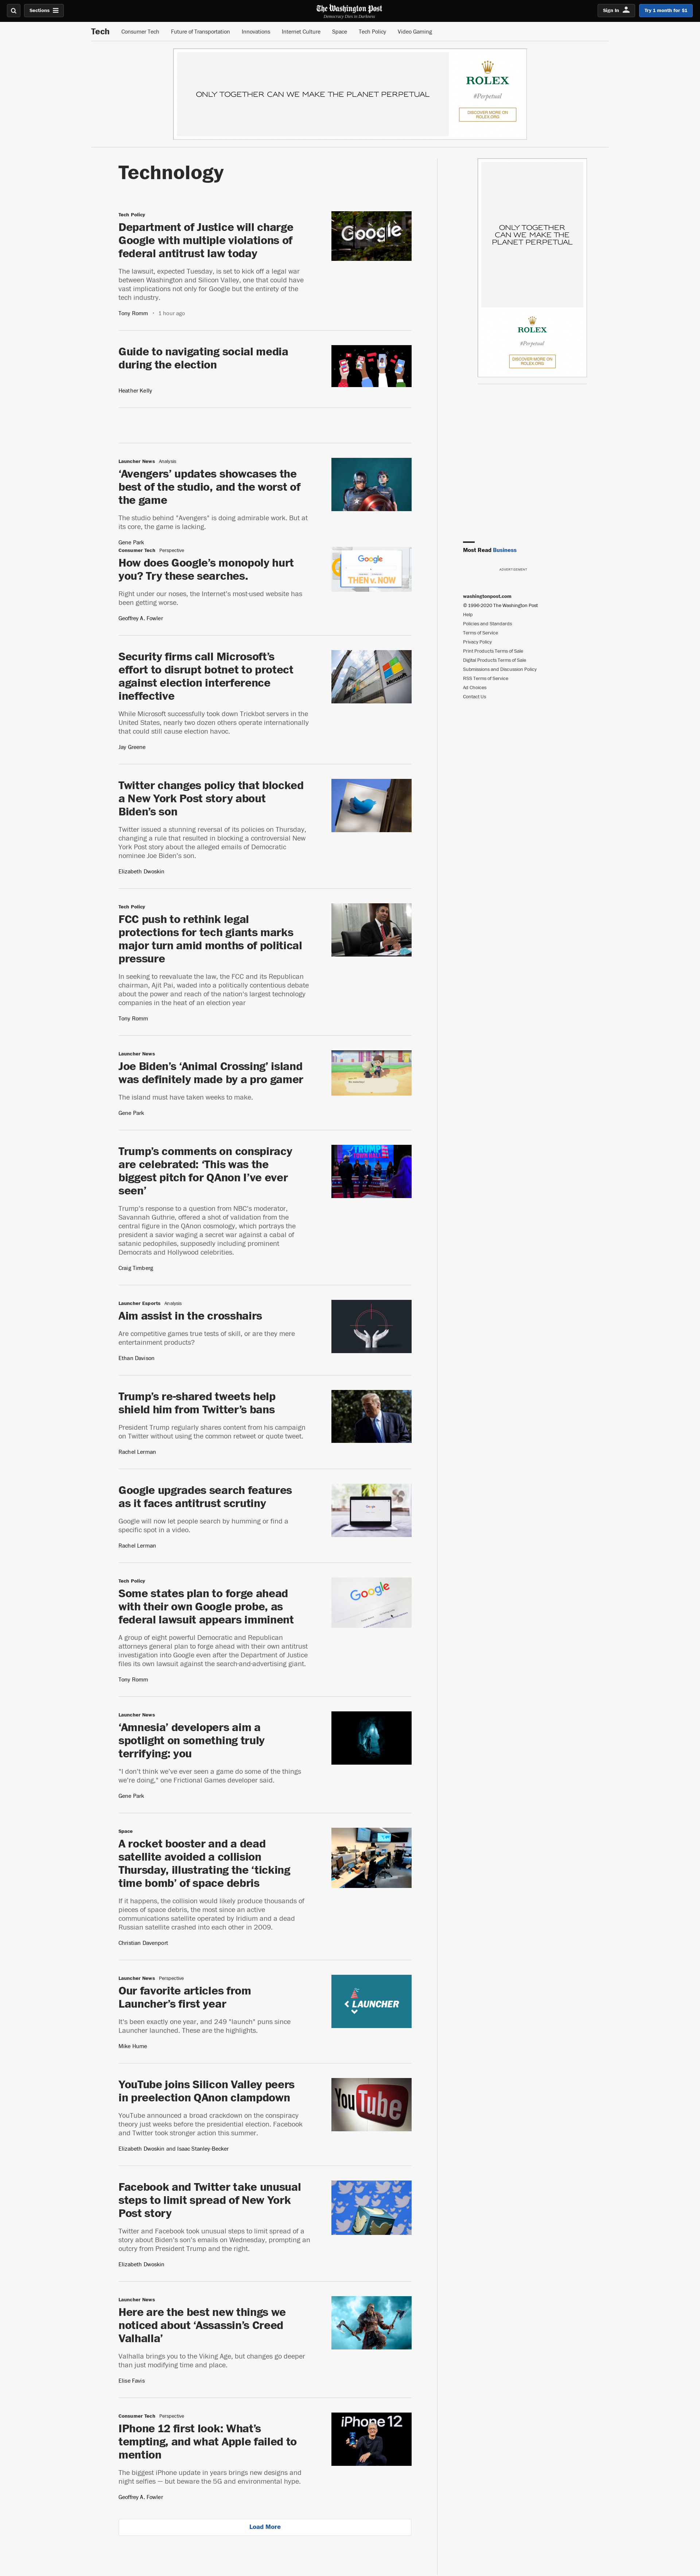 Sections
The Washington Post
Democracy Dies in Darkness
Sign In
Try 1 month for $1
Tech
Consumer Tech
Future of Transportation
Innovations
Internet Culture
Space
Tech Policy
Video Gaming
ONLY TOGETHER CAN WE MAKE THE PLANET PERPETUAL
ROLEX
#Perpetual
DISCOVER MORE ON
ROLEX.ORG
Technology
Tech Policy
Department of Justice will charge
Google with multiple violations of
federal antitrust law today
The lawsuit, expected Tuesday, is set to kick off a legal war
between Washington and Silicon Valley, one that could have
vast implications not only for Google but the entirety of the
tech industry.
Tony Romm • 1 hour ago
Google
Guide to navigating social media
during the election
Heather Kelly
Launcher News Analysis
‘Avengers’ updates showcases the
best of the studio, and the worst of
the game
The studio behind "Avengers" is doing admirable work. But at
its core, the game is lacking.
Gene Park
Consumer Tech Perspective
How does Google’s monopoly hurt
you? Try these searches.
Right under our noses, the Internet’s most-used website has
been getting worse.
Geoffrey A. Fowler
Google
THEN v. NOW
Security firms call Microsoft’s
effort to disrupt botnet to protect
against election interference
ineffective
While Microsoft successfully took down Trickbot servers in the
United States, nearly two dozen others operate internationally
that could still cause election havoc.
Jay Greene
Microsoft
Twitter changes policy that blocked
a New York Post story about
Biden’s son
Twitter issued a stunning reversal of its policies on Thursday,
changing a rule that resulted in blocking a controversial New
York Post story about the alleged emails of Democratic
nominee Joe Biden’s son.
Elizabeth Dwoskin
Tech Policy
FCC push to rethink legal
protections for tech giants marks
major turn amid months of political
pressure
In seeking to reevaluate the law, the FCC and its Republican
chairman, Ajit Pai, waded into a politically contentious debate
about the power and reach of the nation's largest technology
companies in the heat of an election year
Tony Romm
Launcher News
Joe Biden’s ‘Animal Crossing’ island
was definitely made by a pro gamer
The island must have taken weeks to make.
Gene Park
Trump’s comments on conspiracy
are celebrated: ‘This was the
biggest pitch for QAnon I’ve ever
seen’
Trump’s response to a question from NBC’s moderator,
Savannah Guthrie, offered a shot of validation from the
central figure in the QAnon cosmology, which portrays the
president a savior waging a secret war against a cabal of
satanic pedophiles, supposedly including prominent
Democrats and Hollywood celebrities.
Craig Timberg
TRUMP
Launcher Esports Analysis
Aim assist in the crosshairs
Are competitive games true tests of skill, or are they mere
entertainment products?
Ethan Davison
Trump’s re-shared tweets help
shield him from Twitter’s bans
President Trump regularly shares content from his campaign
on Twitter without using the common retweet or quote tweet.
Rachel Lerman
Google upgrades search features
as it faces antitrust scrutiny
Google will now let people search by humming or find a
specific spot in a video.
Rachel Lerman
Tech Policy
Some states plan to forge ahead
with their own Google probe, as
federal lawsuit appears imminent
A group of eight powerful Democratic and Republican
attorneys general plan to forge ahead with their own antitrust
investigation into Google even after the Department of Justice
files its own lawsuit against the search-and-advertising giant.
Tony Romm
Google
Launcher News
‘Amnesia’ developers aim a
spotlight on something truly
terrifying: you
"I don't think we've ever seen a game do some of the things
we're doing," one Frictional Games developer said.
Gene Park
Space
A rocket booster and a dead
satellite avoided a collision
Thursday, illustrating the ‘ticking
time bomb’ of space debris
If it happens, the collision would likely produce thousands of
pieces of space debris, the most since an active
communications satellite operated by Iridium and a dead
Russian satellite crashed into each other in 2009.
Christian Davenport
Launcher News Perspective
Our favorite articles from
Launcher’s first year
It's been exactly one year, and 249 "launch" puns since
Launcher launched. These are the highlights.
Mike Hume
LAUNCHER
YouTube joins Silicon Valley peers
in preelection QAnon clampdown
YouTube announced a broad crackdown on the conspiracy
theory just weeks before the presidential election. Facebook
and Twitter took stronger action this summer.
Elizabeth Dwoskin and Isaac Stanley-Becker
YouTube
Facebook and Twitter take unusual
steps to limit spread of New York
Post story
Twitter and Facebook took unusual steps to limit spread of a
story about Biden’s son’s emails on Wednesday, prompting an
outcry from President Trump and the right.
Elizabeth Dwoskin
Launcher News
Here are the best new things we
noticed about ‘Assassin’s Creed
Valhalla’
Valhalla brings you to the Viking Age, but changes go deeper
than just modifying time and place.
Elise Favis
Consumer Tech Perspective
IPhone 12 first look: What’s
tempting, and what Apple failed to
mention
The biggest iPhone update in years brings new designs and
night selfies — but beware the 5G and environmental hype.
Geoffrey A. Fowler
iPhone 12
Load More
ONLY TOGETHER
CAN WE MAKE THE
PLANET PERPETUAL
ROLEX
#Perpetual
DISCOVER MORE ON
ROLEX.ORG
Most Read Business
ADVERTISEMENT
washingtonpost.com
© 1996-2020 The Washington Post
Help
Policies and Standards
Terms of Service
Privacy Policy
Print Products Terms of Sale
Digital Products Terms of Sale
Submissions and Discussion Policy
RSS Terms of Service
Ad Choices
Contact Us